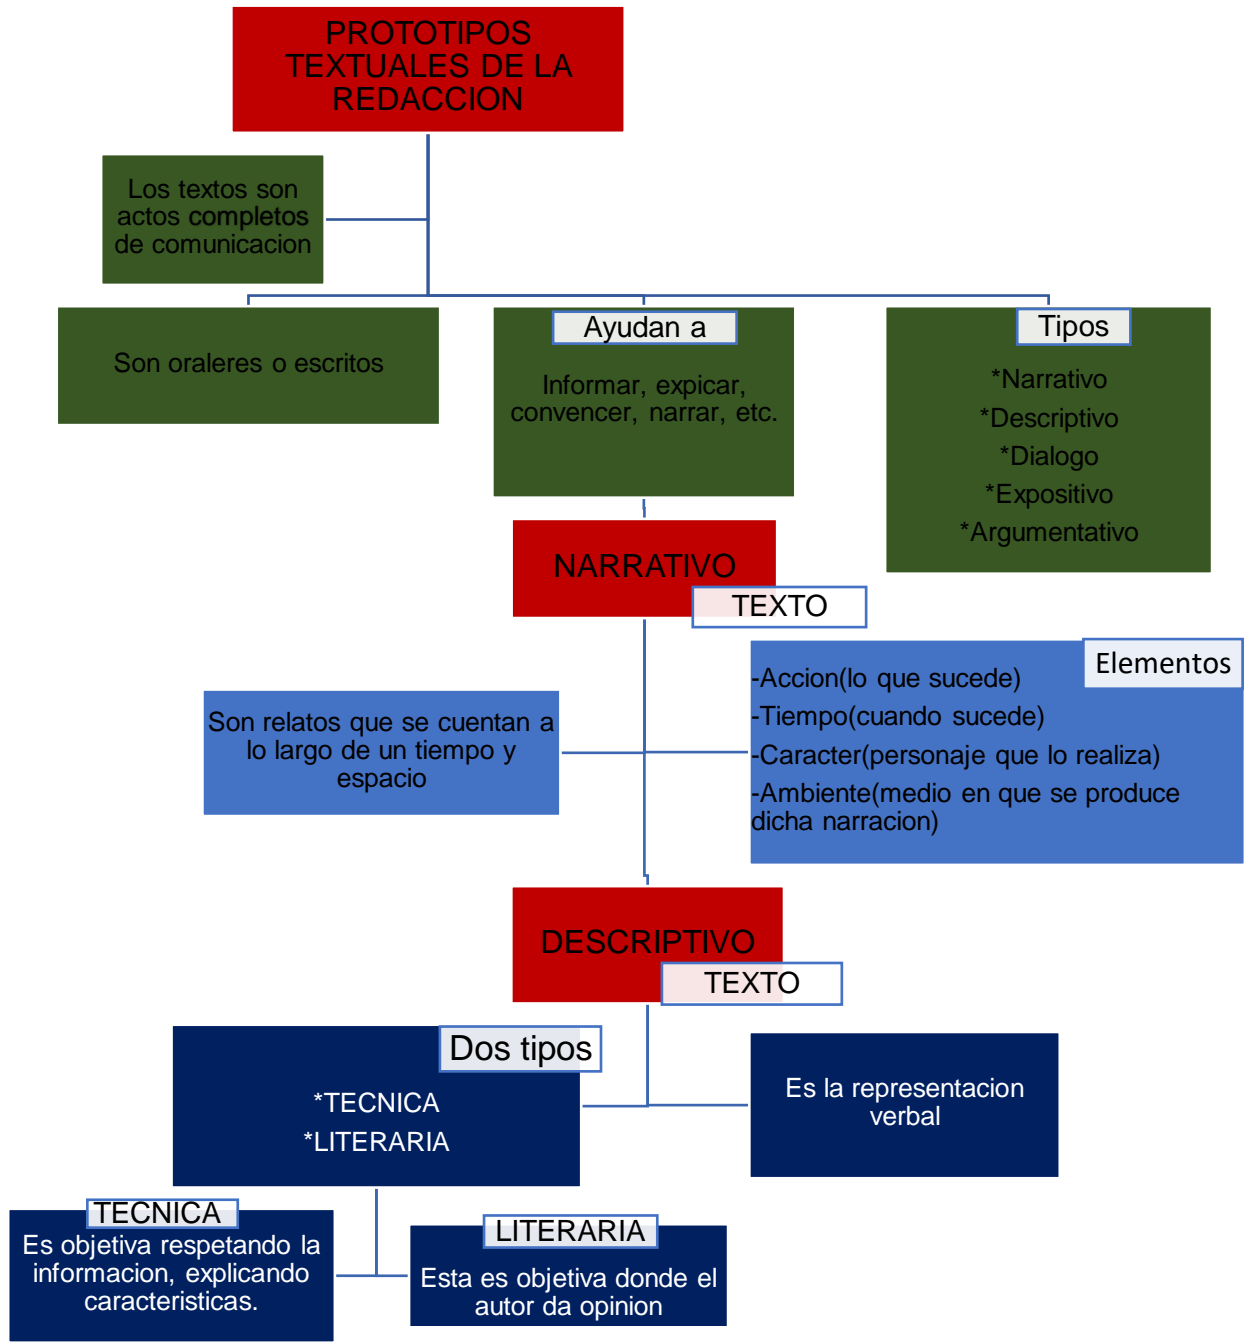 PROTOTIPOS
TEXTUALES DE LA
REDACCION
Los textos son
actos completos
de comunicacion
Son oraleres o escritos
Ayudan a
Informar, expicar,
convencer, narrar, etc.
Tipos
*Narrativo
*Descriptivo
*Dialogo
*Expositivo
*Argumentativo
NARRATIVO
TEXTO
Son relatos que se cuentan a
lo largo de un tiempo y
espacio
Elementos
-Accion(lo que sucede)
-Tiempo(cuando sucede)
-Caracter(personaje que lo realiza)
-Ambiente(medio en que se produce
dicha narracion)
DESCRIPTIVO
TEXTO
Dos tipos
*TECNICA
*LITERARIA
Es la representacion
verbal
TECNICA
Es objetiva respetando la
informacion, explicando
caracteristicas.
LITERARIA
Esta es objetiva donde el
autor da opinion